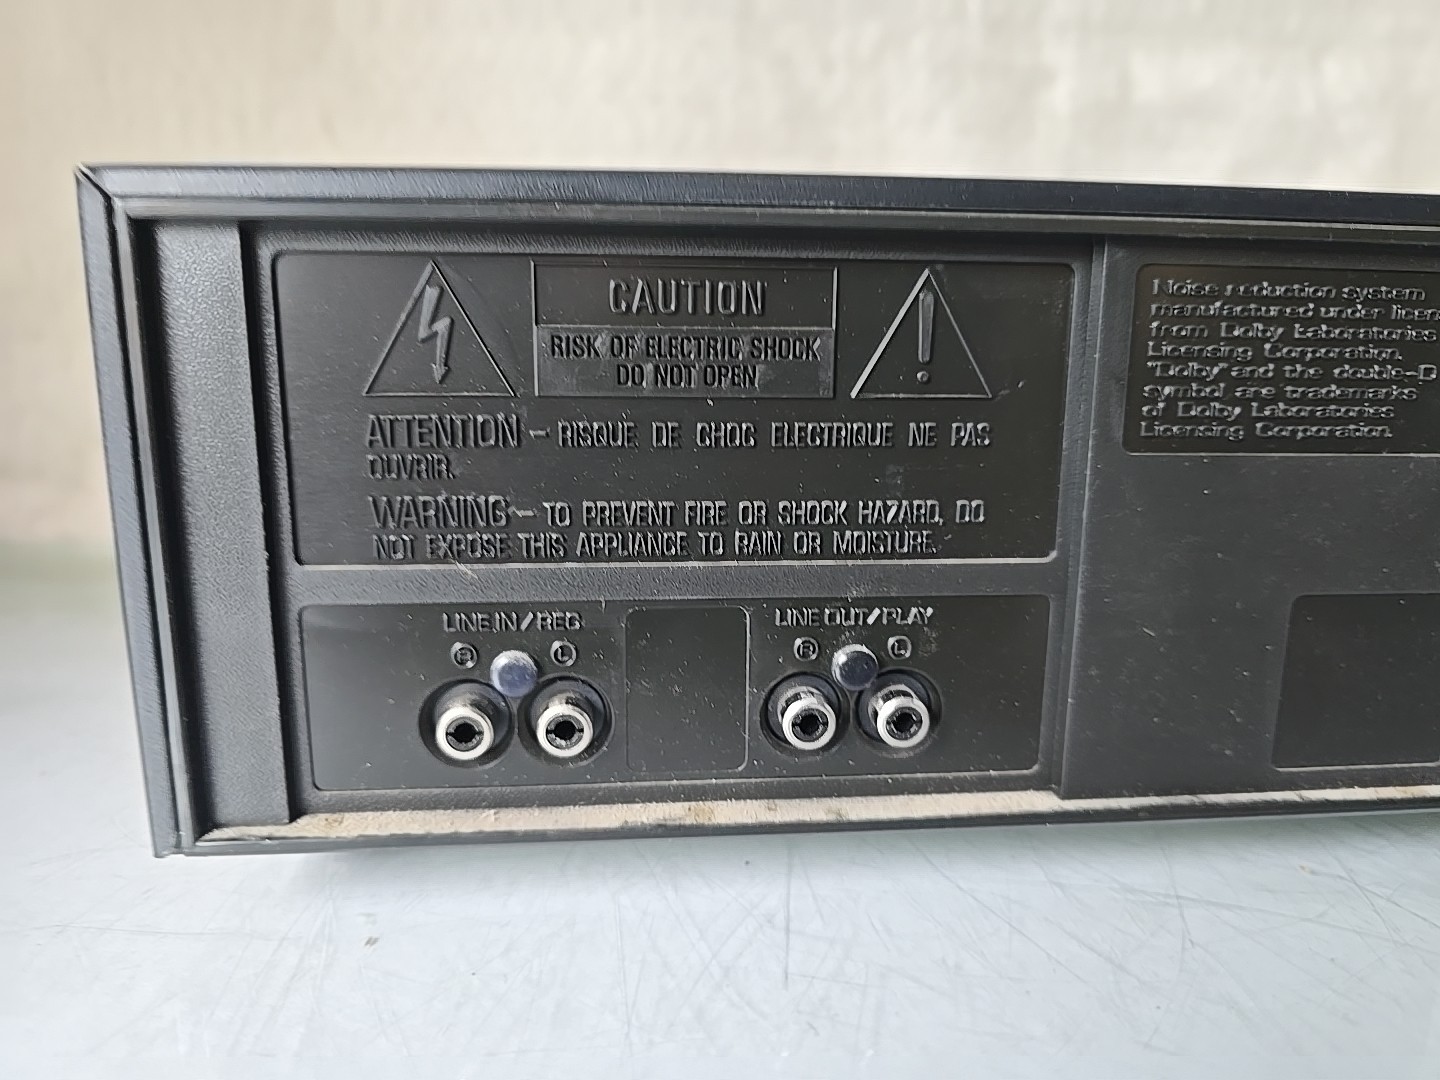 CAUTION
RISK OF ELECTRIC SHOCK
DO NOT OPEN
ATTENTION - RISQUE DE CHOC ELECTRIQUE NE PAS
OUVRIR.
WARNING - TO PREVENT FIRE OR SHOCK HAZARD, DO
NOT EXPOSE THIS APPLIANCE TO RAIN OR MOISTURE.
Noise reduction system
manufactured under
from Dolby Laboratories
Licensing Corporation.
"Dolby" and the double-D
symbol are trademarks
of Dolby Laboratories
Licensing Corporation.
LINE IN/REC LINE OUT/PLAY
R L R L